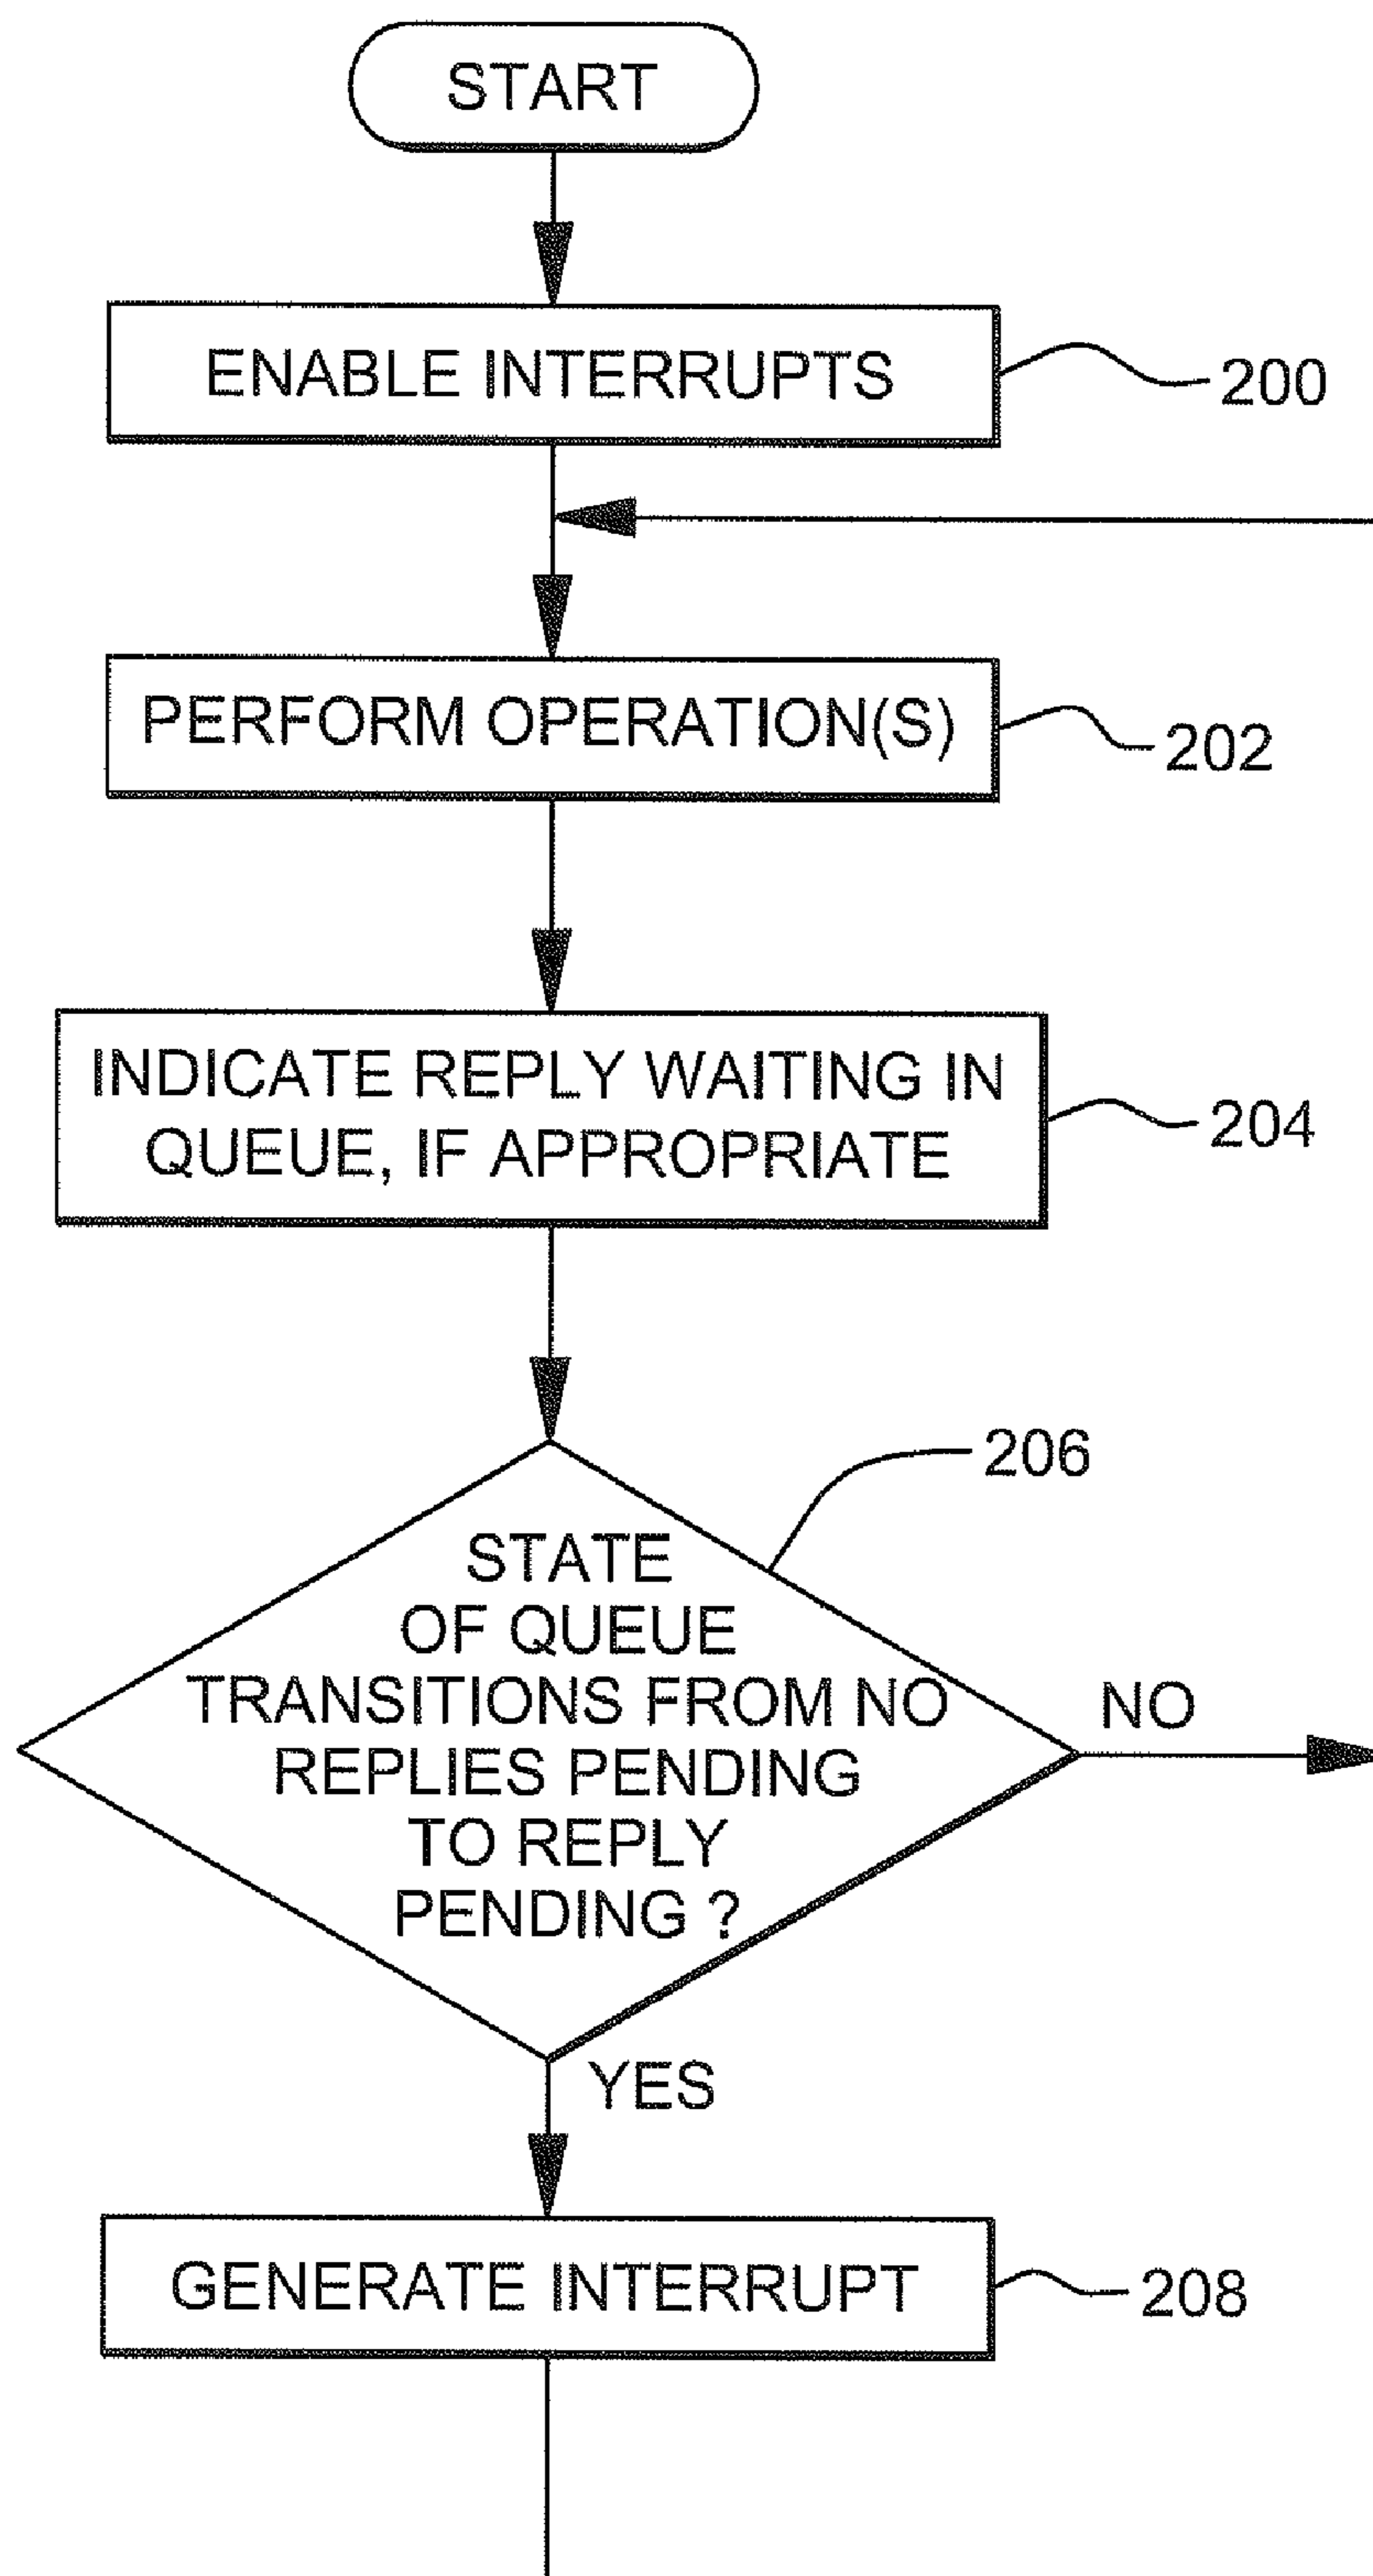 START
ENABLE INTERRUPTS
200
PERFORM OPERATION(S)
202
INDICATE REPLY WAITING IN
QUEUE, IF APPROPRIATE
204
206
STATE
OF QUEUE
TRANSITIONS FROM NO
REPLIES PENDING
TO REPLY
PENDING ?
NO
YES
GENERATE INTERRUPT
208